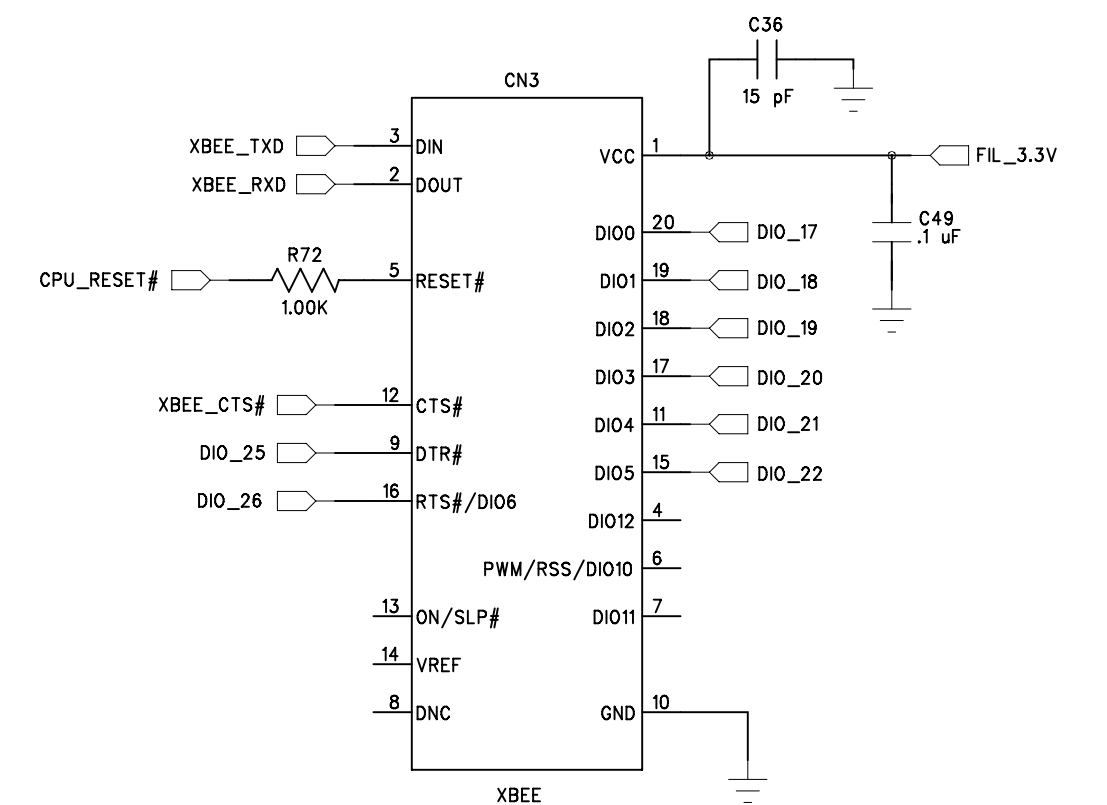 C36
15 pF
CN3
XBEE_TXD 3 DIN
VCC 1 FIL_3.3V
XBEE_RXD 2 DOUT
C49
.1 uF
DIO0 20 DIO_17
R72
CPU_RESET# 5 RESET#
1.00K
DIO1 19 DIO_18
DIO2 18 DIO_19
DIO3 17 DIO_20
XBEE_CTS# 12 CTS#
DIO4 11 DIO_21
DIO_25 9 DTR#
DIO5 15 DIO_22
DIO_26 16 RTS#/DIO6
DIO12 4
PWM/RSS/DIO10 6
13 ON/SLP#
DIO11 7
14 VREF
8 DNC
GND 10
XBEE